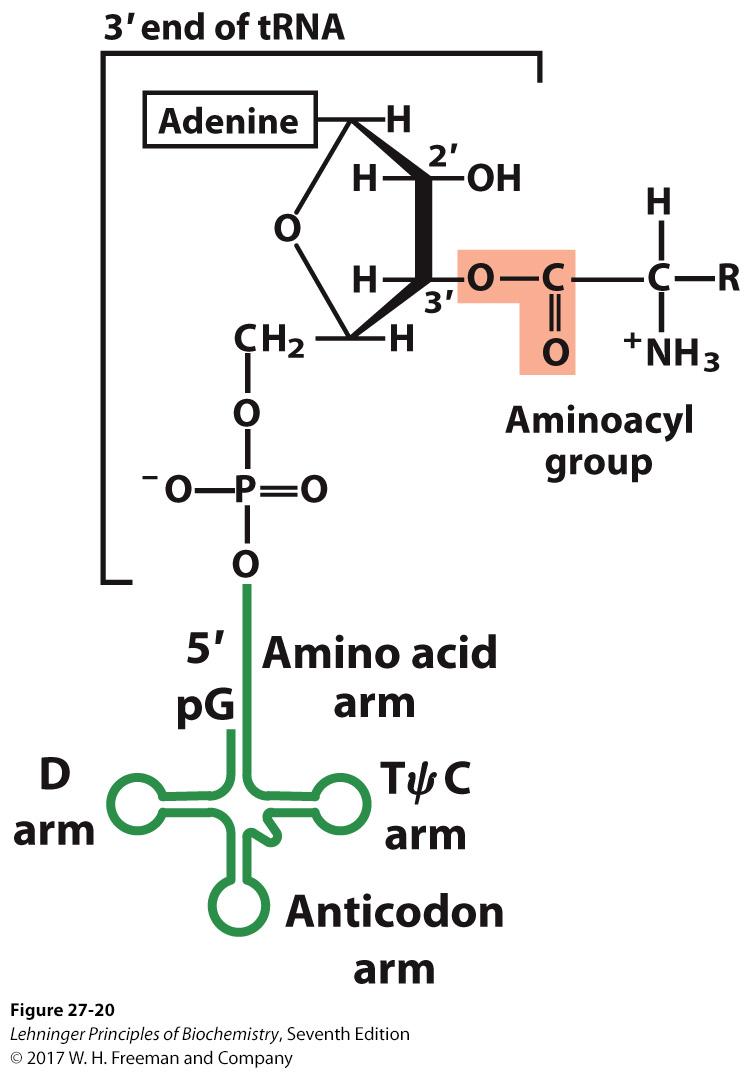 3′ end of tRNA
Adenine
H
2′
H
OH
H
O
H
O
C
C
R
3′
CH₂
H
O
⁺NH₃
O
Aminoacyl
group
⁻O
P
O
O
5′
Amino acid
pG
arm
D
arm
TψC
arm
Anticodon
arm
Figure 27-20
Lehninger Principles of Biochemistry, Seventh Edition
© 2017 W. H. Freeman and Company